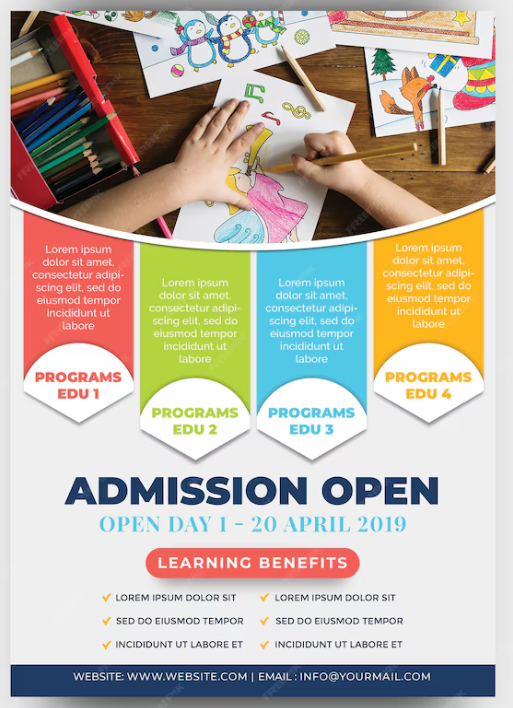 Lorem ipsum
dolor sit amet,
consectetur adipi-
scing elit, sed do
eiusmod tempor
incididunt ut
labore
PROGRAMS
EDU 1
Lorem ipsum
dolor sit amet,
consectetur adipi-
scing elit, sed do
eiusmod tempor
incididunt ut
labore
PROGRAMS
EDU 2
Lorem ipsum
dolor sit amet,
consectetur adipi-
scing elit, sed do
eiusmod tempor
incididunt ut
labore
PROGRAMS
EDU 3
Lorem ipsum
dolor sit amet,
consectetur adipi-
scing elit, sed do
eiusmod tempor
incididunt ut
labore
PROGRAMS
EDU 4
ADMISSION OPEN
OPEN DAY 1 - 20 APRIL 2019
LEARNING BENEFITS
LOREM IPSUM DOLOR SIT
SED DO EIUSMOD TEMPOR
INCIDIDUNT UT LABORE ET
LOREM IPSUM DOLOR SIT
SED DO EIUSMOD TEMPOR
INCIDIDUNT UT LABORE ET
WEBSITE: WWW.WEBSITE.COM | EMAIL : INFO@YOURMAIL.COM